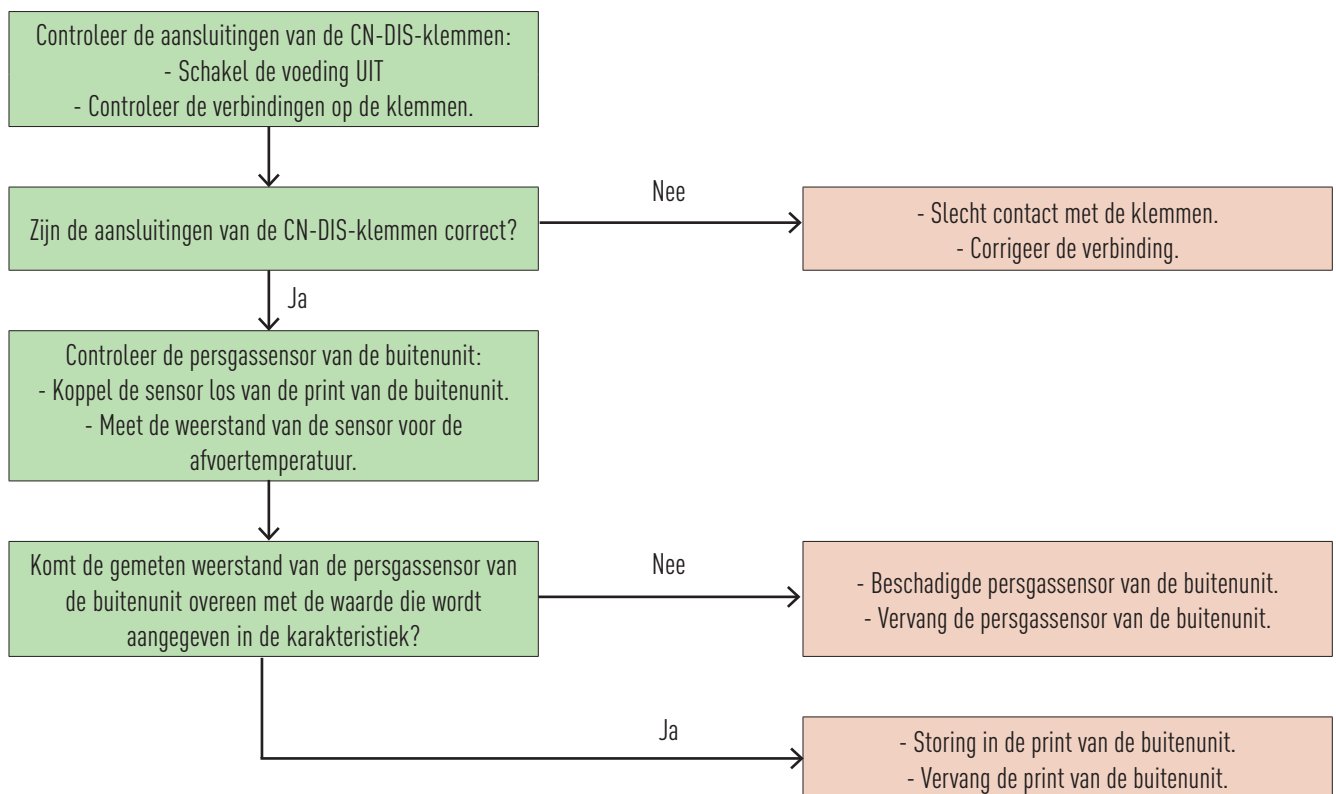 Controleer de aansluitingen van de CN-DIS-klemmen:
- Schakel de voeding UIT
- Controleer de verbindingen op de klemmen.
Zijn de aansluitingen van de CN-DIS-klemmen correct?
Nee
- Slecht contact met de klemmen.
- Corrigeer de verbinding.
Ja
Controleer de persgassensor van de buitenunit:
- Koppel de sensor los van de print van de buitenunit.
- Meet de weerstand van de sensor voor de
afvoertemperatuur.
Komt de gemeten weerstand van de persgassensor van
de buitenunit overeen met de waarde die wordt
aangegeven in de karakteristiek?
Nee
- Beschadigde persgassensor van de buitenunit.
- Vervang de persgassensor van de buitenunit.
Ja
- Storing in de print van de buitenunit.
- Vervang de print van de buitenunit.